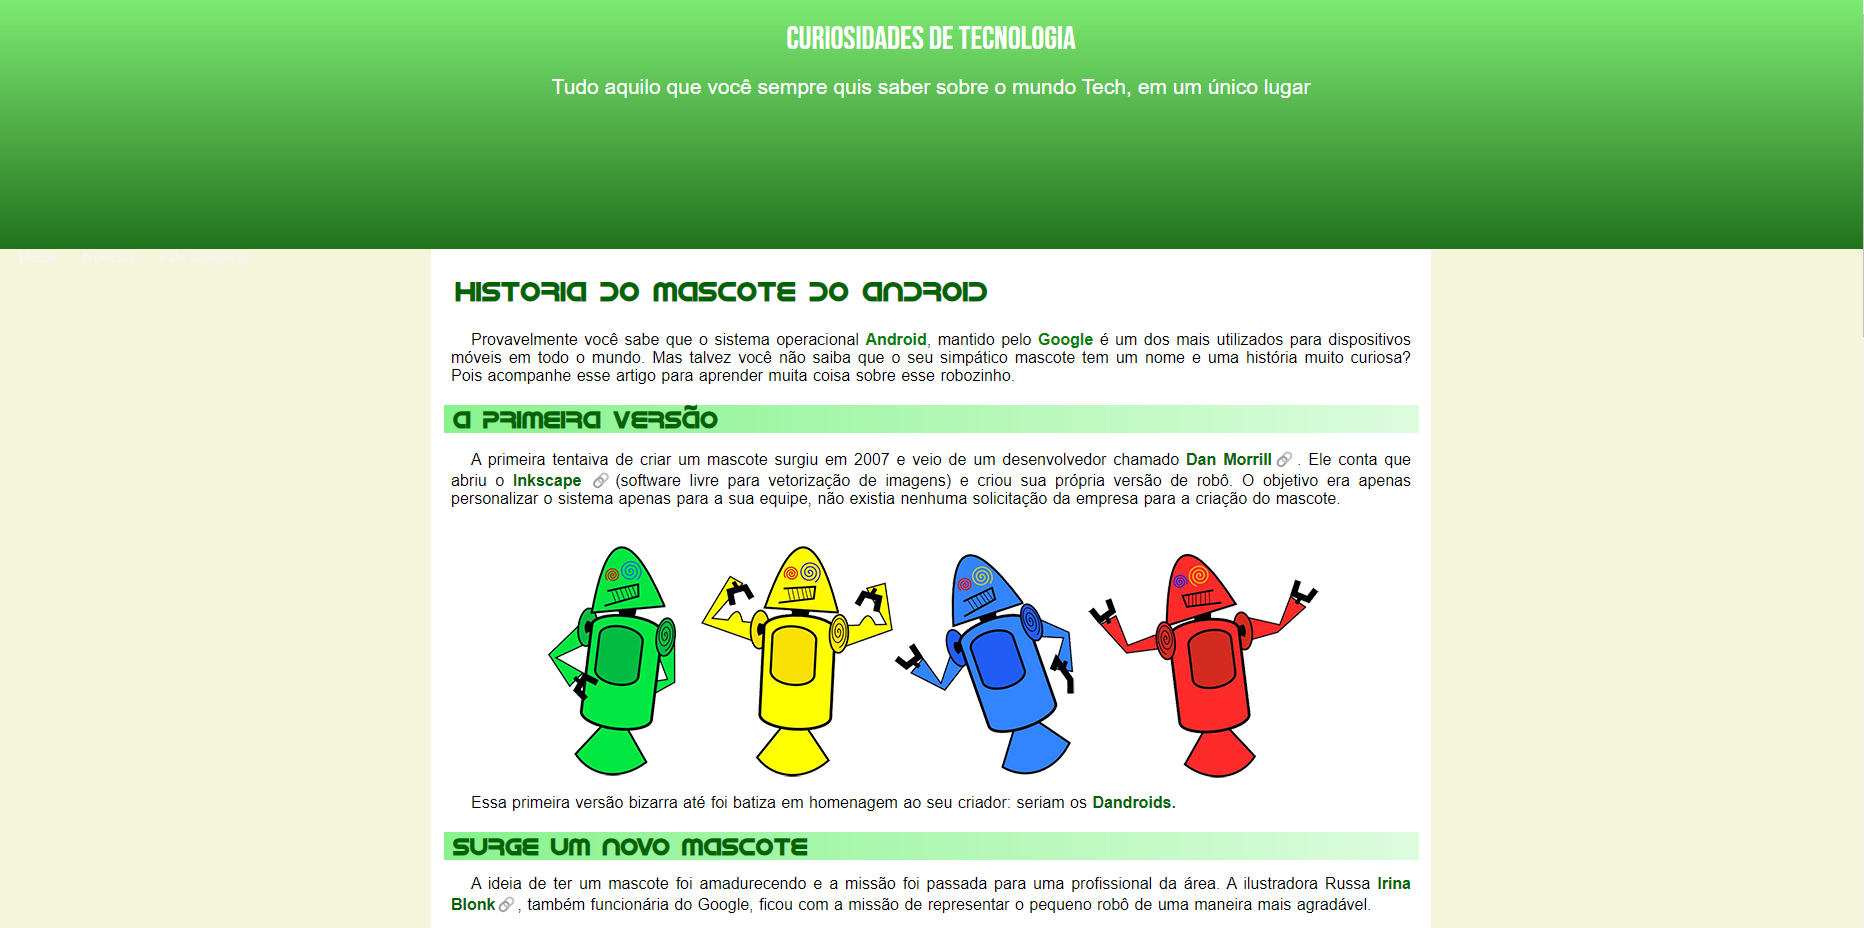 CURIOSIDADES DE TECNOLOGIA
Tudo aquilo que você sempre quis saber sobre o mundo Tech, em um único lugar
Home
HISTORIA DO MASCOTE DO ANDROID
Provavelmente você sabe que o sistema operacional Android, mantido pelo Google é um dos mais utilizados para dispositivos
móveis em todo o mundo. Mas talvez você não saiba que o seu simpático mascote tem um nome e uma história muito curiosa?
Pois acompanhe esse artigo para aprender muita coisa sobre esse robozinho.
A PRIMEIRA VERSÃO
A primeira tentaiva de criar um mascote surgiu em 2007 e veio de um desenvolvedor chamado Dan Morrill. Ele conta que
abriu o Inkscape (software livre para vetorização de imagens) e criou sua própria versão de robô. O objetivo era apenas
personalizar o sistema apenas para a sua equipe, não existia nenhuma solicitação da empresa para a criação do mascote.
Essa primeira versão bizarra até foi batiza em homenagem ao seu criador: seriam os Dandroids.
SURGE UM NOVO MASCOTE
A ideia de ter um mascote foi amadurecendo e a missão foi passada para uma profissional da área. A ilustradora Russa Irina
Blonk, também funcionária do Google, ficou com a missão de representar o pequeno robô de uma maneira mais agradável.